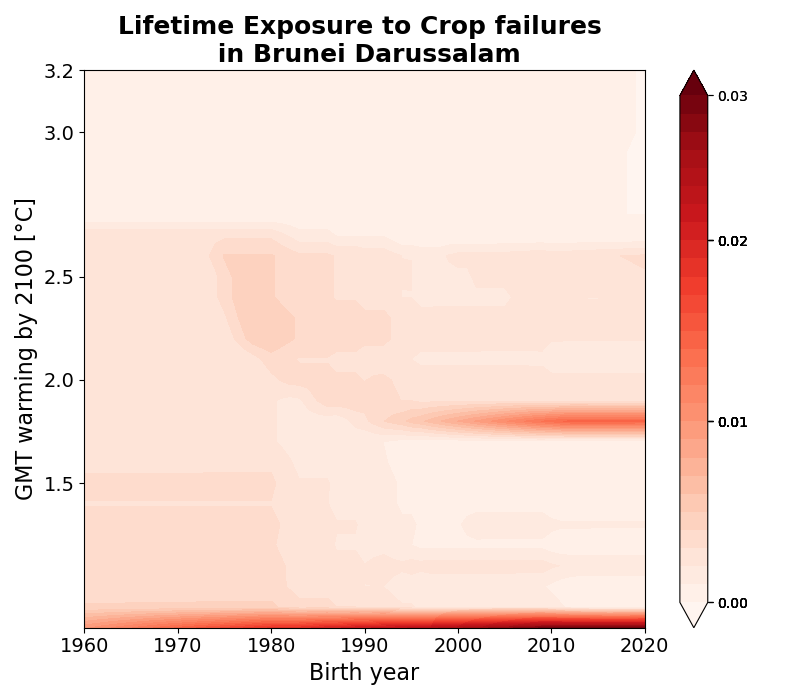 Lifetime Exposure to Crop failures
in Brunei Darussalam
3.2
3.0
2.5
2.0
1.5
GMT warming by 2100 [°C]
1960 1970 1980 1990 2000 2010 2020
Birth year
0.03
0.02
0.01
0.00